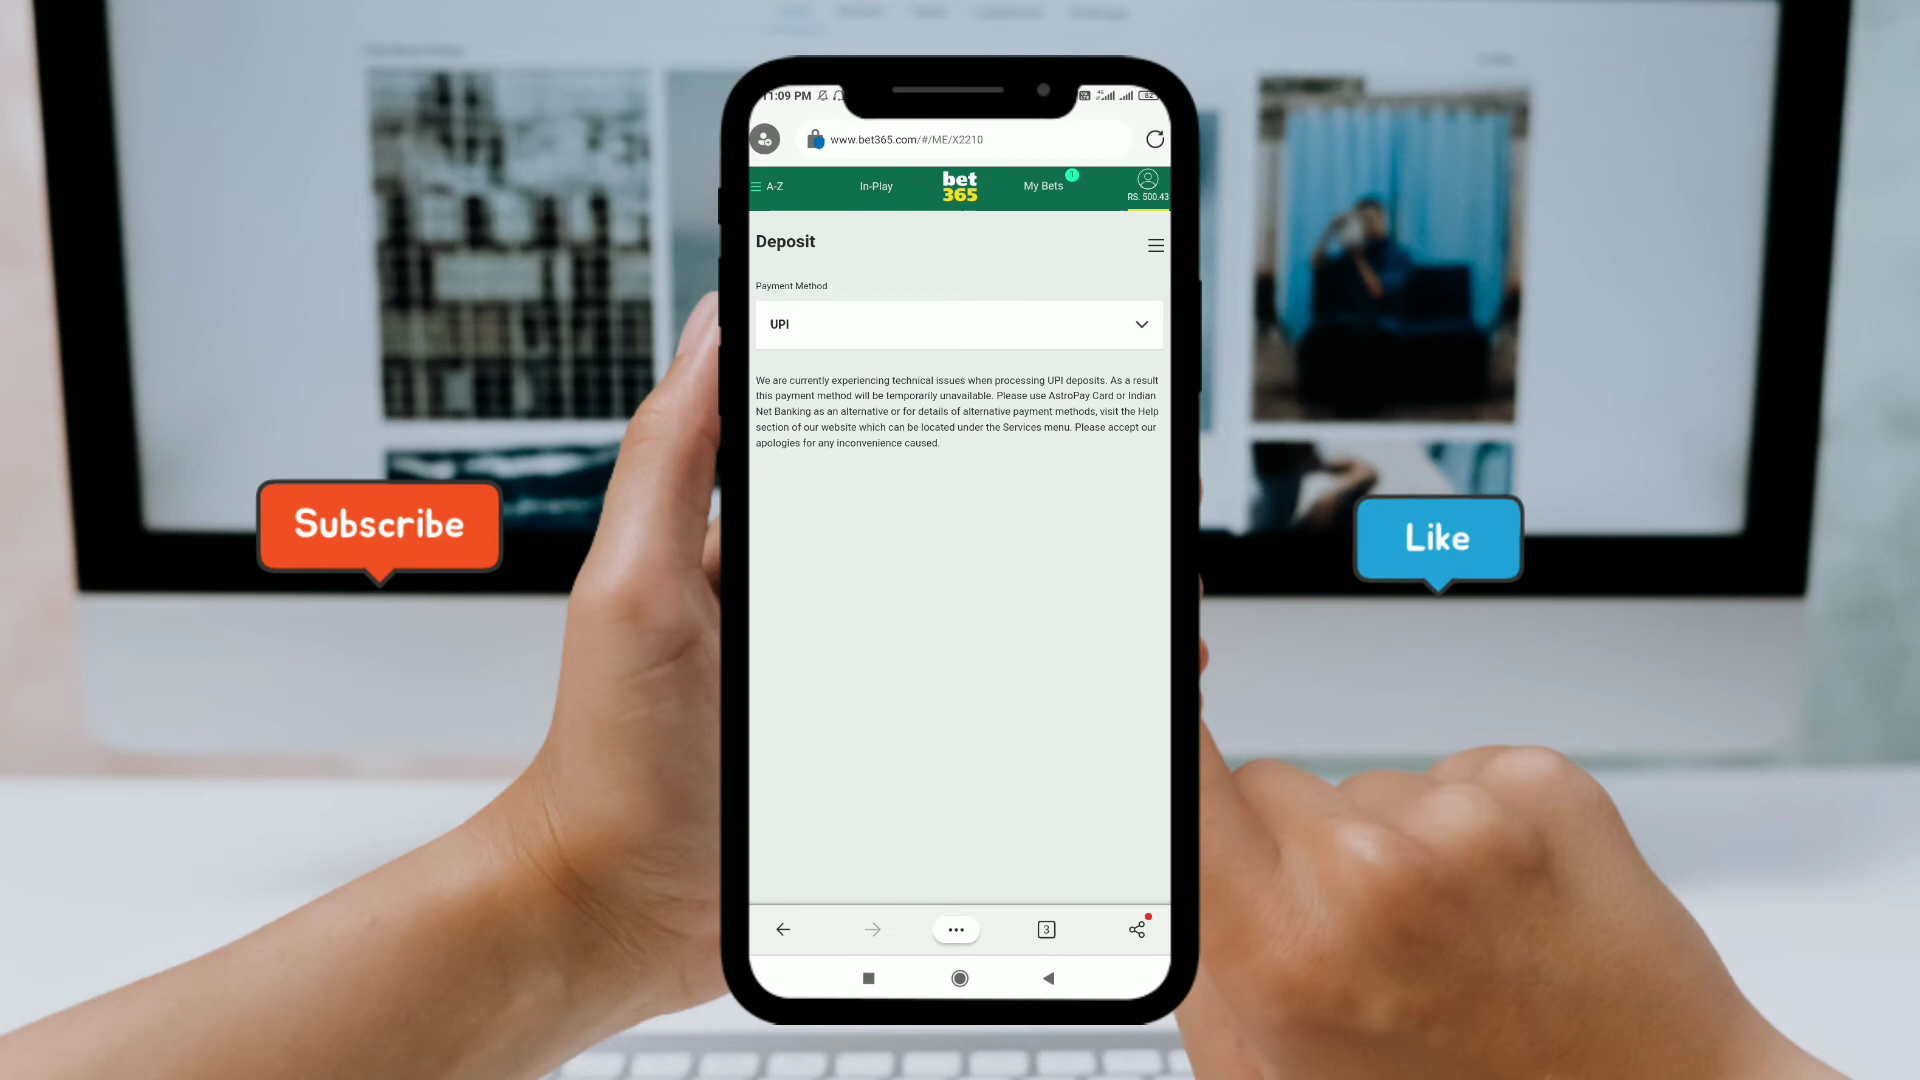 11:09 PM
www.bet365.com/#/ME/X2210
A-Z
In-Play
bet
365
My Bets
1
RS. 500.43
Deposit
Payment Method
UPI
We are currently experiencing technical issues when processing UPI deposits. As a result
this payment method will be temporarily unavailable. Please use AstroPay Card or Indian
Net Banking as an alternative or for details of alternative payment methods, visit the Help
section of our website which can be located under the Services menu. Please accept our
apologies for any inconvenience caused.
Subscribe
Like
3